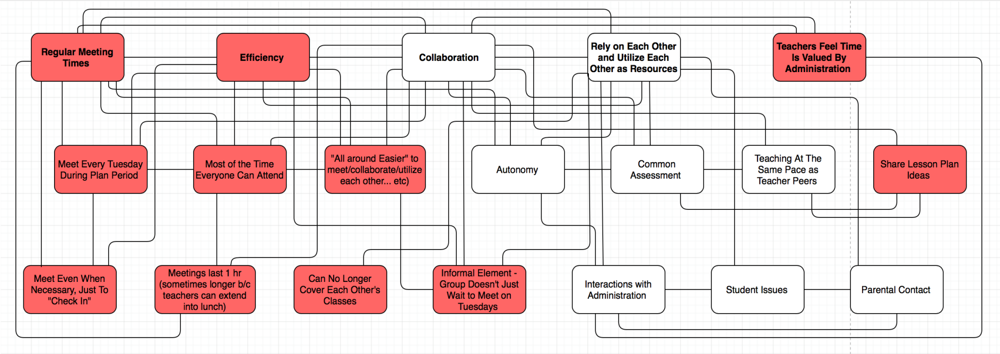 Regular Meeting
Times
Efficiency
Collaboration
Rely on Each Other
and Utilize Each
Other as Resources
Teachers Feel Time
Is Valued By
Administration
Meet Every Tuesday
During Plan Period
Most of the Time
Everyone Can Attend
"All around Easier" to
meet/collaborate/utilize
each other... etc)
Autonomy
Common
Assessment
Teaching At The
Same Pace as
Teacher Peers
Share Lesson Plan
Ideas
Meet Even When
Necessary, Just To
"Check In"
Meetings last 1 hr
(sometimes longer b/c
teachers can extend
into lunch)
Can No Longer
Cover Each Other's
Classes
Informal Element -
Group Doesn't Just
Wait to Meet on
Tuesdays
Interactions with
Administration
Student Issues
Parental Contact